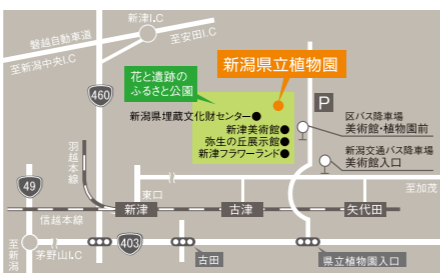 新津I.C
磐越自動車道
至安田I.C
至新潟中央I.C
花と遺跡の
ふるさと公園
新潟県立植物園
460
P
新潟県埋蔵文化財センター●
新津美術館●
弥生の丘展示館●
新津フラワーランド●
区バス降車場
美術館・植物園前
新潟交通バス降車場
美術館入口
羽越本線
49
東口
至加茂
信越本線
新津
古津
矢代田
至新潟
茅野山I.C
403
古田
県立植物園入口